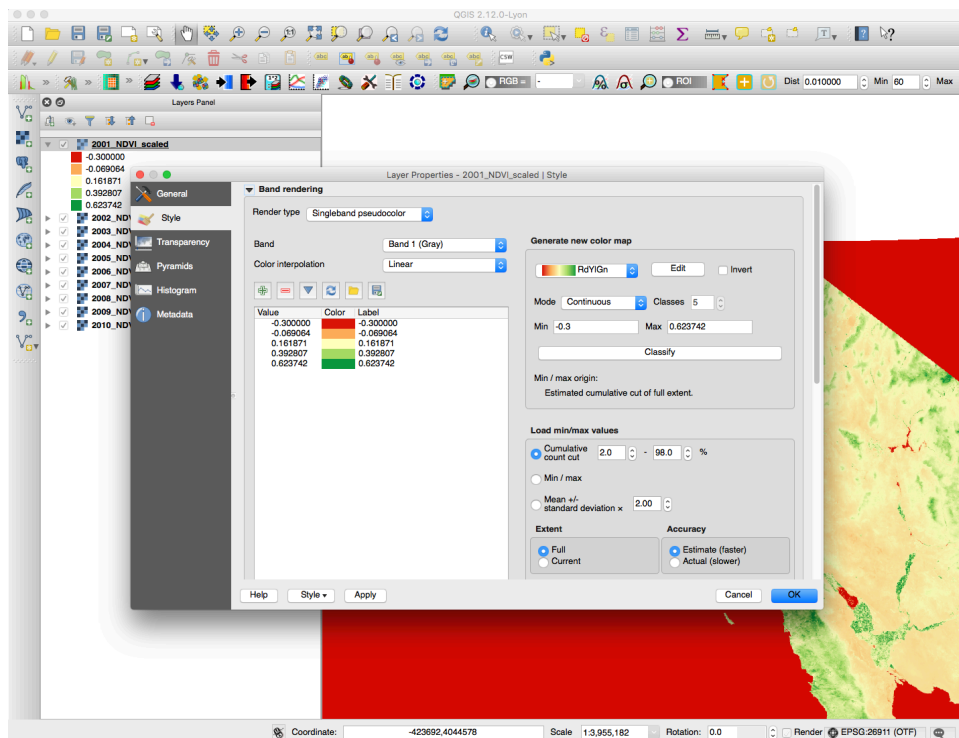 QGIS 2.12.0-Lyon
abc
ab
ab
abc
abc
abc
abc
CSW
T
RGB =
-
ROI
Dist 0.010000
Min 60
Max
Layers Panel
2001_NDVI_scaled
-0.300000
-0.069064
0.161871
0.392807
0.623742
2002_NDV
2003_NDV
2004_NDV
2005_NDV
2006_NDV
2007_NDV
2008_NDV
2009_NDV
2010_NDV
Layer Properties - 2001_NDVI_scaled | Style
General
Style
Transparency
Pyramids
Histogram
Metadata
Band rendering
Render type Singleband pseudocolor
Band Band 1 (Gray)
Color interpolation Linear
Value Color Label
-0.300000 -0.300000
-0.069064 -0.069064
0.161871 0.161871
0.392807 0.392807
0.623742 0.623742
Generate new color map
RdYlGn Edit Invert
Mode Continuous Classes 5
Min -0.3 Max 0.623742
Classify
Min / max origin:
Estimated cumulative cut of full extent.
Load min/max values
Cumulative
count cut 2.0 - 98.0 %
Min / max
Mean +/-
standard deviation × 2.00
Extent Accuracy
Full Estimate (faster)
Current Actual (slower)
Help Style Apply Cancel OK
Coordinate: -423692,4044578 Scale 1:3,955,182 Rotation: 0.0 Render EPSG:26911 (OTF)